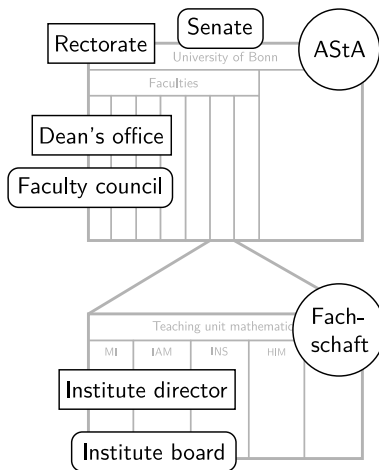 Senate
Rectorate
AStA
University of Bonn
Faculties
Dean's office
Faculty council
Teaching unit mathematic
Fach-
schaft
MI IAM INS HIM
Institute director
Institute board